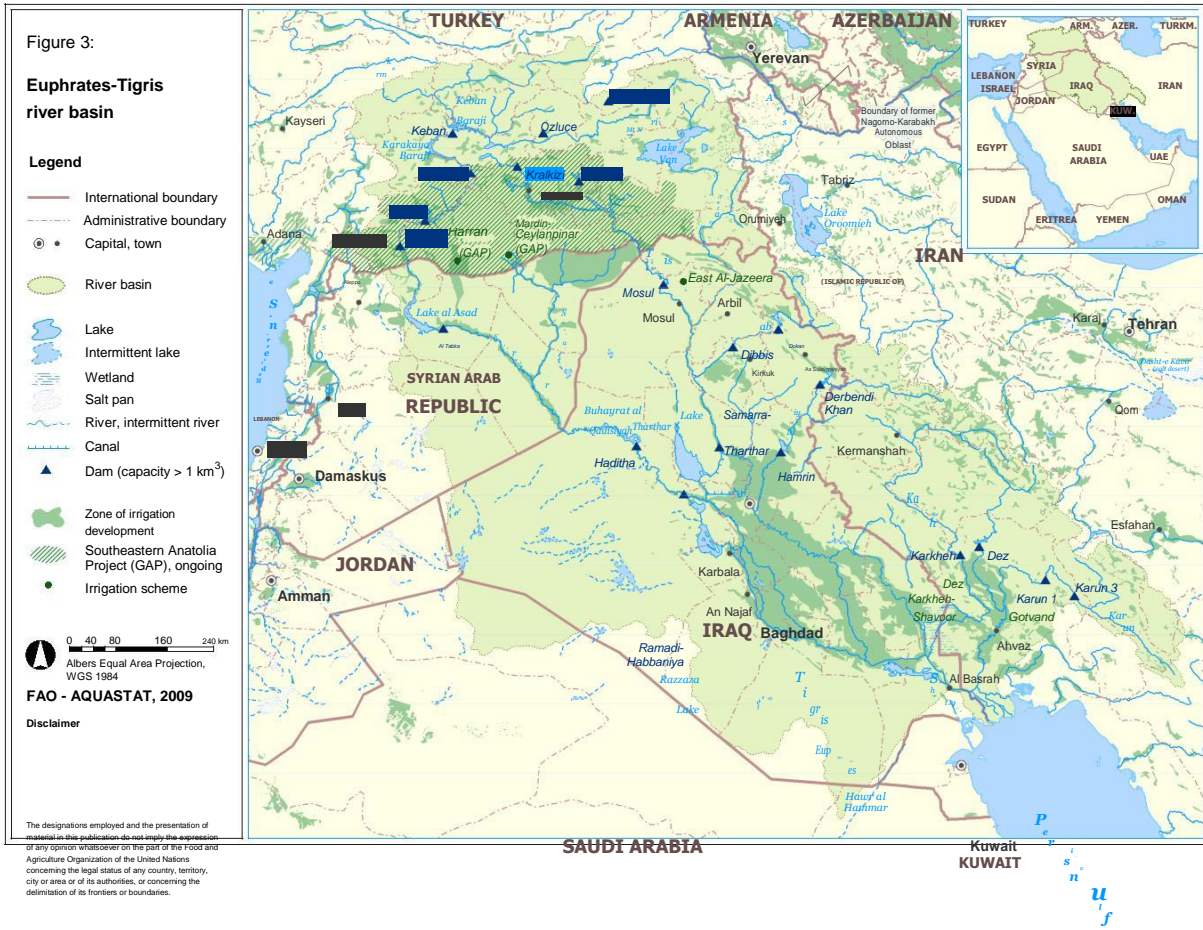 Figure 3:
Euphrates-Tigris
river basin
Legend
International boundary
Administrative boundary
Capital, town
River basin
Lake
Intermittent lake
Wetland
Salt pan
River, intermittent river
Canal
Dam (capacity > 1 km3)
Zone of irrigation
development
Southeastern Anatolia
Project (GAP), ongoing
Irrigation scheme
0 40 80 160 240 km
Albers Equal Area Projection,
WGS 1984
FAO - AQUASTAT, 2009
Disclaimer
The designations employed and the presentation of
material in this publication do not imply the expression
of any opinion whatsoever on the part of the Food and
Agriculture Organization of the United Nations
concerning the legal status of any country, territory,
city or area or of its authorities, or concerning the
delimitation of its frontiers or boundaries.
TURKEY
ARMENIA
AZERBAIJAN
Yerevan
Kayseri
Keban
Baraji
Keban
Ozluce
Karakaya
Baraji
Lake
Van
Kralkizi
Boundary of former
Nagorno-Karabakh
Autonomous
Oblast
Tabriz
Adana
Harran
(GAP)
Mardin-
Ceylanpinar
(GAP)
Orumiyeh
Lake
Oroomieh
IRAN
(ISLAMIC REPUBLIC OF)
East Al-Jazeera
Mosul
Mosul
Arbil
Aleppo
Lake al Asad
Al Tabka
Karaj
Tehran
Dasht-e Kavir
(salt desert)
Qom
Dibbis
Kirkuk
Dokan
As Sulaymaniyah
Derbendi
Khan
SYRIAN ARAB
REPUBLIC
Buhayrat al
Qadisiyah
Tharthar
Lake
Samarra-
Tharthar
Haditha
Hamrin
Kermanshah
LEBANON
Damaskus
Esfahan
JORDAN
Amman
Karbala
An Najaf
IRAQ
Baghdad
Karkheh
Dez
Dez
Karkheh-
Shavoor
Karun 1
Karun 3
Gotvand
Kar
un
Ahvaz
Ramadi-
Habbaniya
Razzaza
Lake
Al Basrah
T
i
gr
is
Eup
es
Hawr al
Hammar
SAUDI ARABIA
Kuwait
KUWAIT
TURKEY
ARM.
AZER.
TURKM.
SYRIA
LEBANON
ISRAEL
IRAQ
IRAN
JORDAN
KUW.
EGYPT
SAUDI
ARABIA
UAE
SUDAN
OMAN
ERITREA
YEMEN